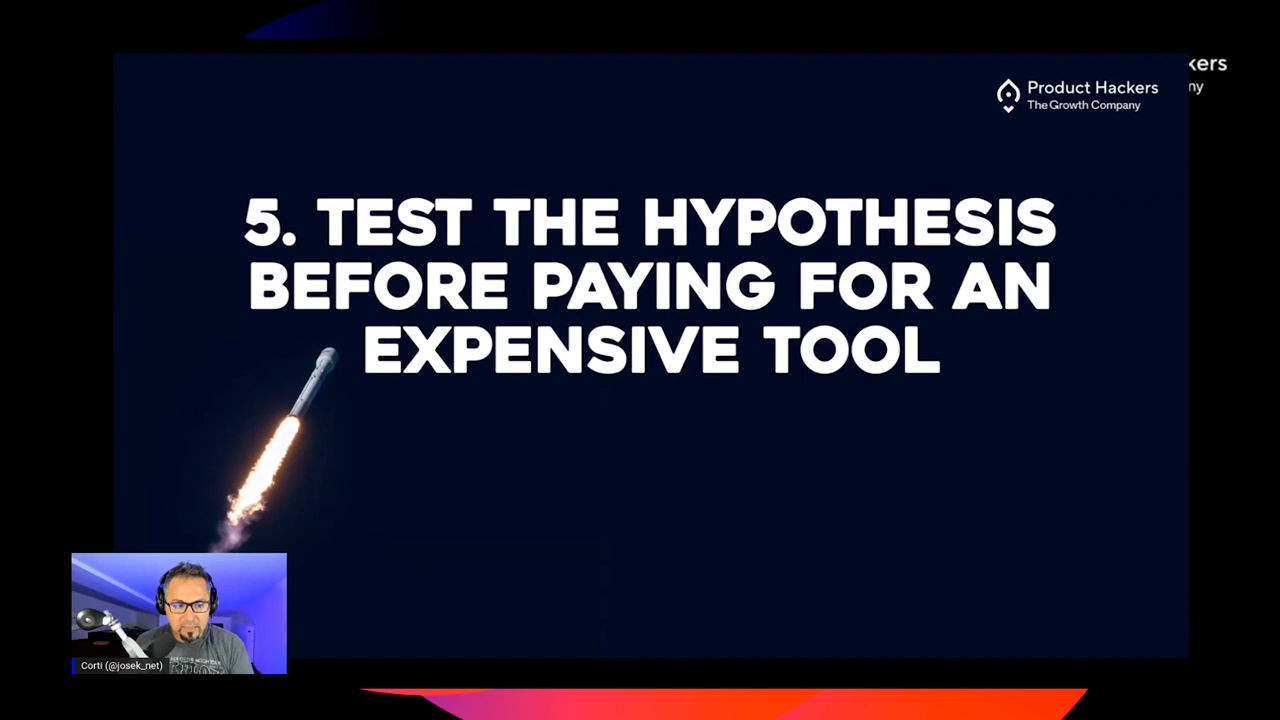 kers
ny
Product Hackers
The Growth Company
5. TEST THE HYPOTHESIS
BEFORE PAYING FOR AN
EXPENSIVE TOOL
Corti (@josek_net)